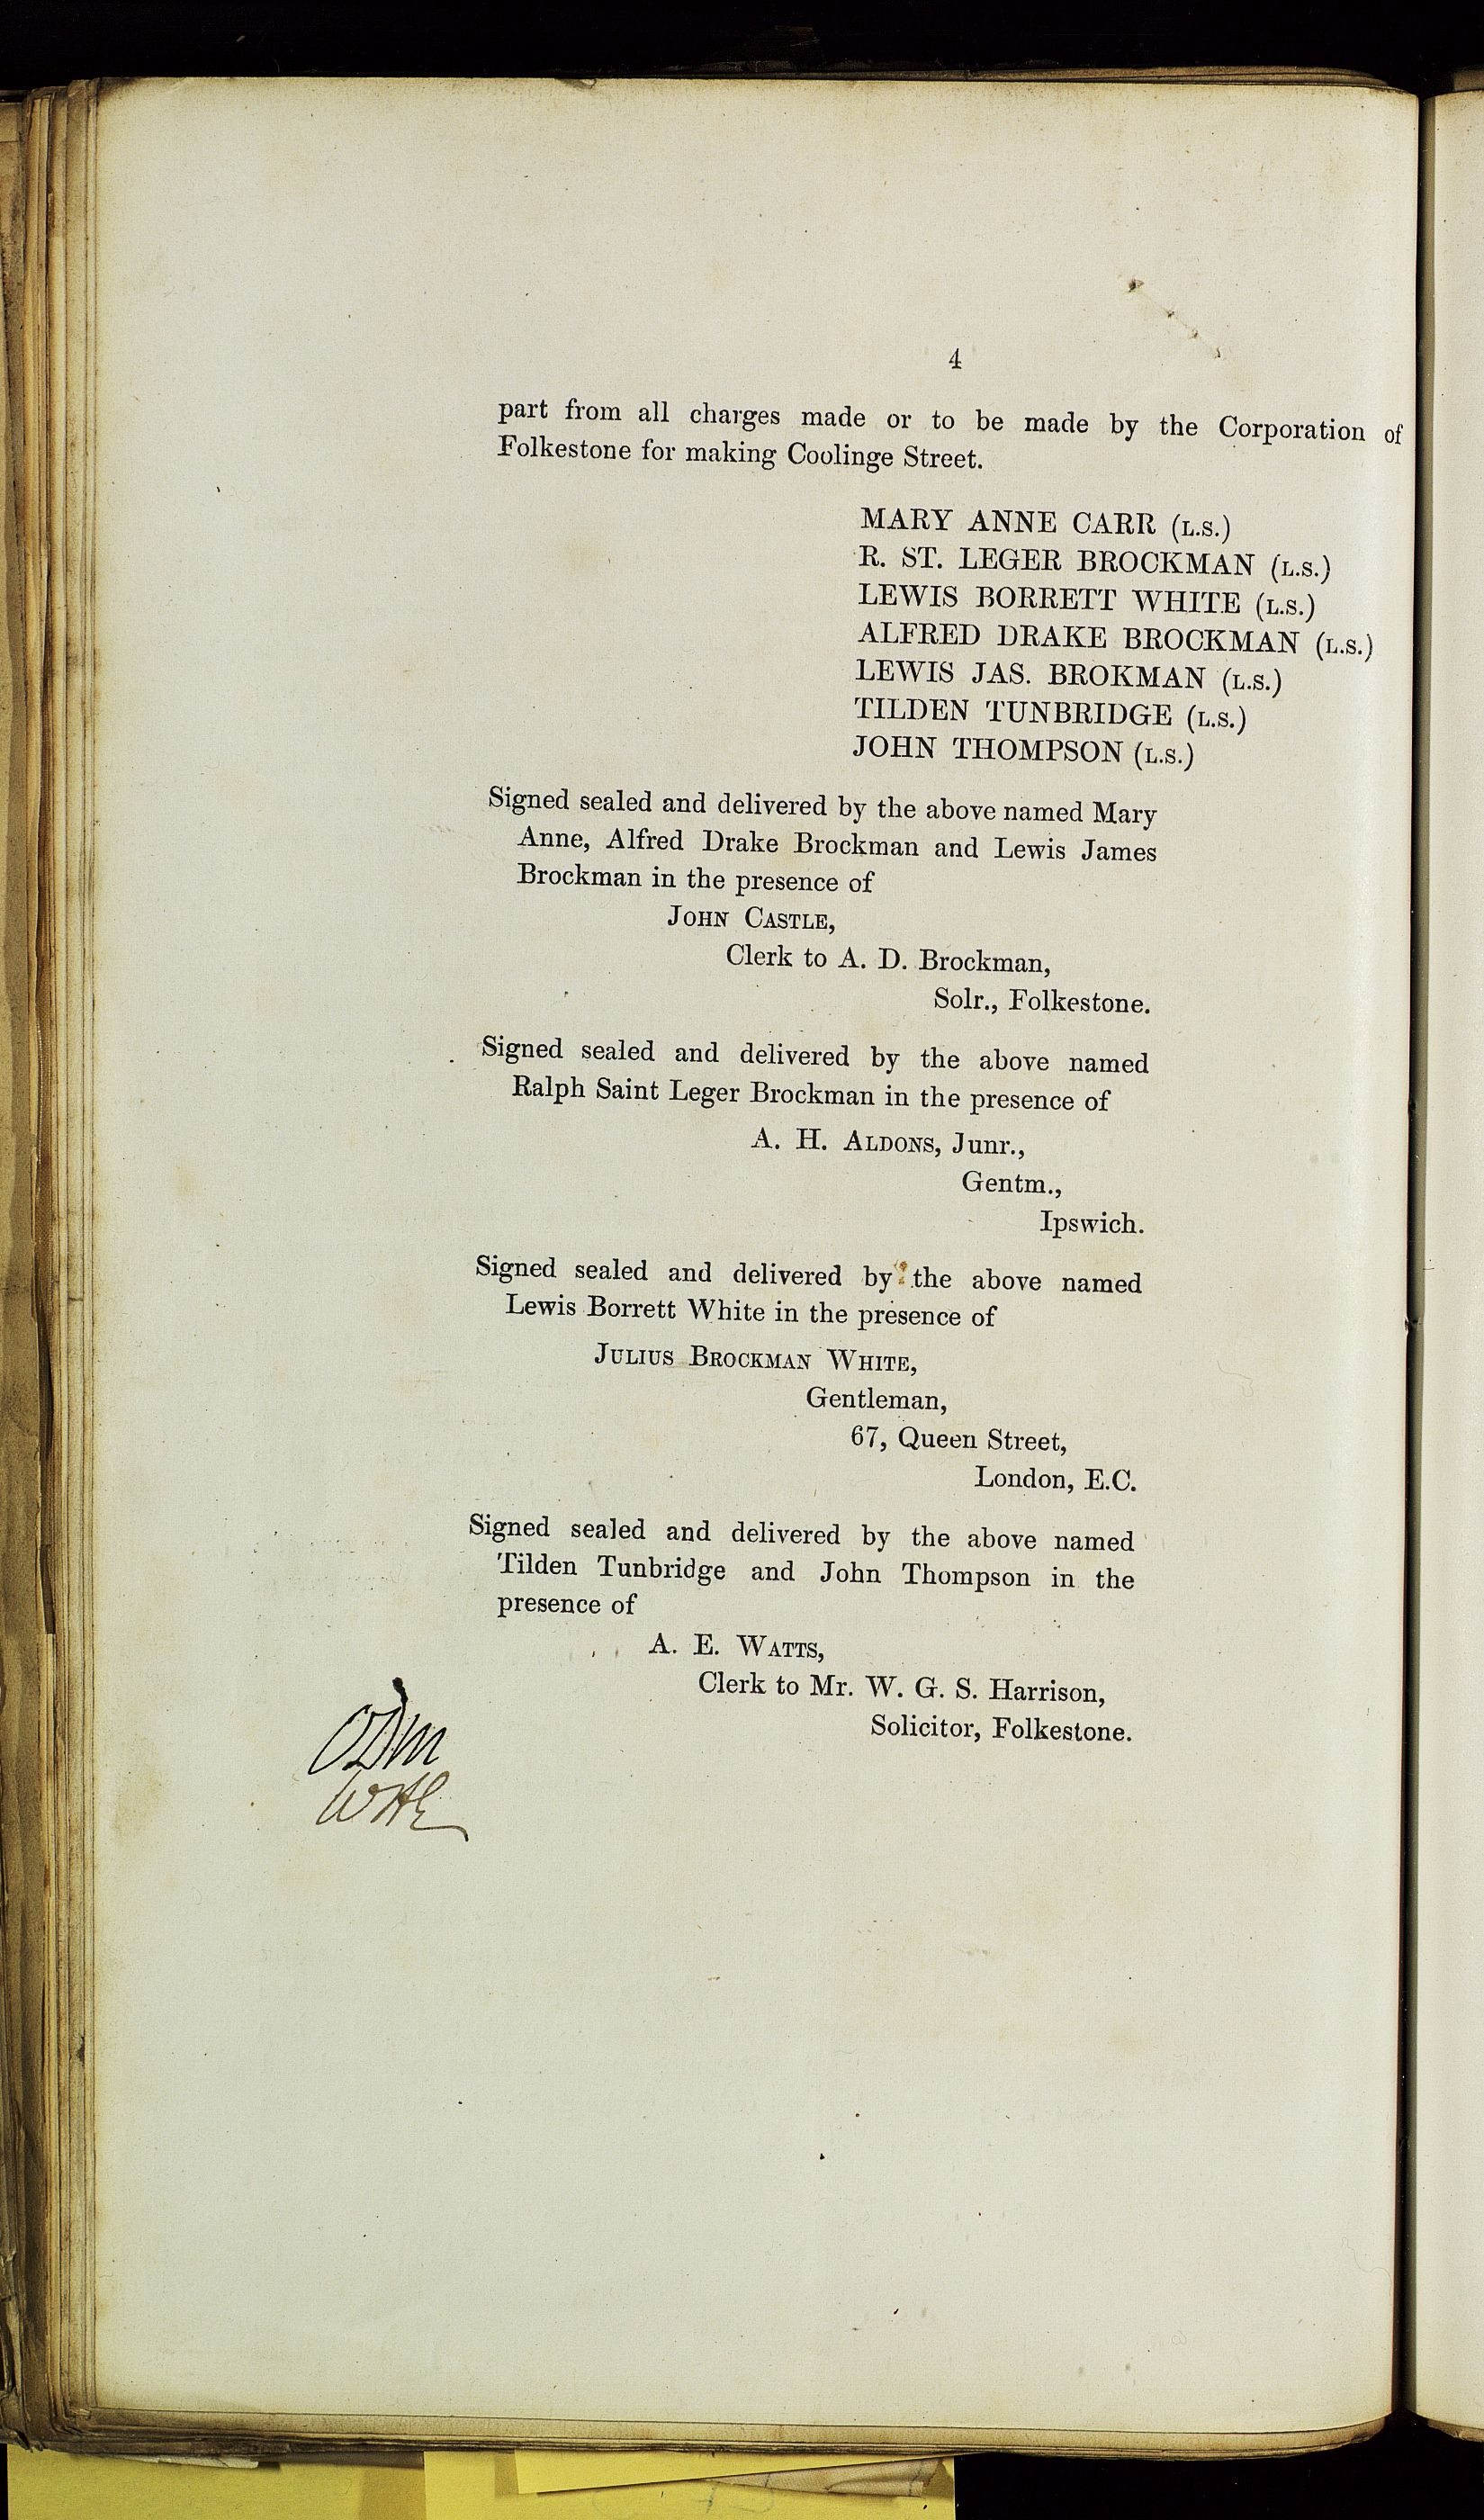 4
part from all charges made or to be made by the Corporation of
Folkestone for making Coolinge Street.
MARY ANNE CARR (L.S.)
R. ST. LEGER BROCKMAN (L.S.)
LEWIS BORRETT WHITE (L.S.)
ALFRED DRAKE BROCKMAN (L.S.)
LEWIS JAS. BROKMAN (L.S.)
TILDEN TUNBRIDGE (L.S.)
JOHN THOMPSON (L.S.)
Signed sealed and delivered by the above named Mary
Anne, Alfred Drake Brockman and Lewis James
Brockman in the presence of
JOHN CASTLE,
Clerk to A. D. Brockman,
Solr., Folkestone.
Signed sealed and delivered by the above named
Ralph Saint Leger Brockman in the presence of
A. H. ALDONS, Junr.,
Gentm.,
Ipswich.
Signed sealed and delivered by the above named
Lewis Borrett White in the presence of
JULIUS BROCKMAN WHITE,
Gentleman,
67, Queen Street,
London, E.C.
Signed sealed and delivered by the above named
Tilden Tunbridge and John Thompson in the
presence of
A. E. WATTS,
Clerk to Mr. W. G. S. Harrison,
Solicitor, Folkestone.